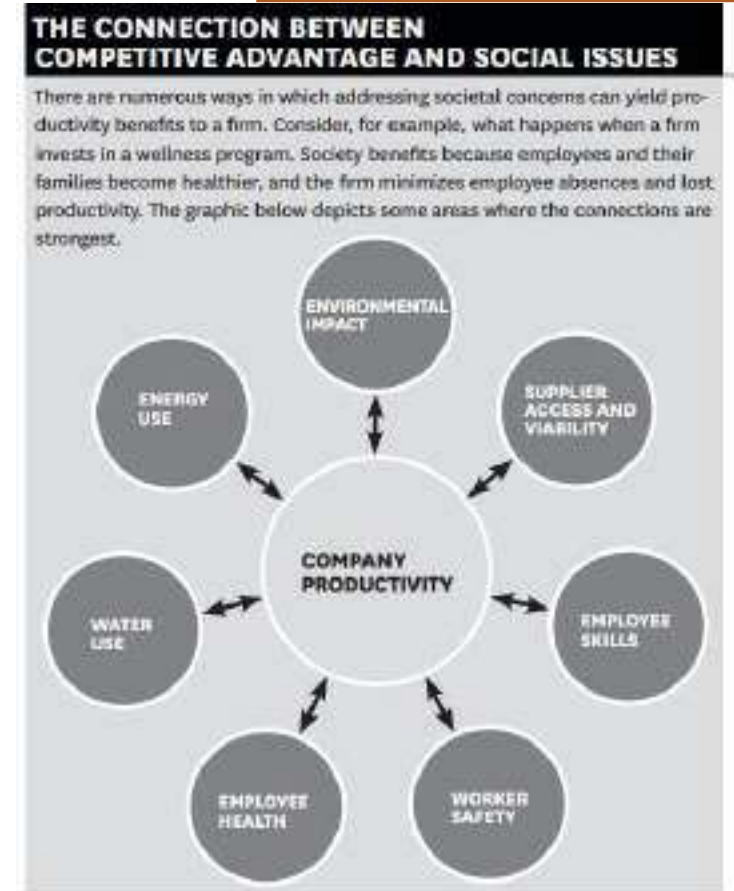 THE CONNECTION BETWEEN
COMPETITIVE ADVANTAGE AND SOCIAL ISSUES
There are numerous ways in which addressing societal concerns can yield pro-
ductivity benefits to a firm. Consider, for example, what happens when a firm
invests in a wellness program. Society benefits because employees and their
families become healthier, and the firm minimizes employee absences and lost
productivity. The graphic below depicts some areas where the connections are
strongest.
ENVIRONMENTAL
IMPACT
ENERGY
USE
SUPPLIER
ACCESS AND
VIABILITY
COMPANY
PRODUCTIVITY
WATER
USE
EMPLOYEE
SKILLS
EMPLOYEE
HEALTH
WORKER
SAFETY